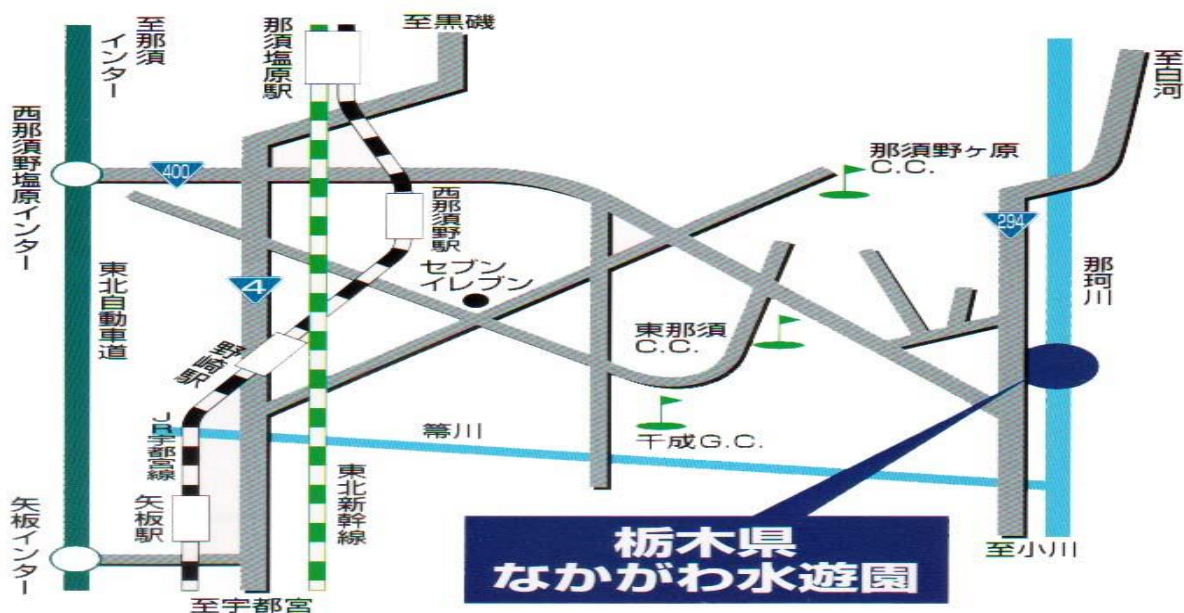 至那須
インター
那須塩原駅
至黒磯
至白河
西那須野塩原インター
400
西那須野駅
那須野ヶ原
C.C.
294
那珂川
東北自動車道
4
セブン
イレブン
東那須
C.C.
野崎駅
JR宇都宮線
箒川
千成G.C.
矢板インター
矢板駅
東北新幹線
栃木県
なかがわ水遊園
至小川
至宇都宮